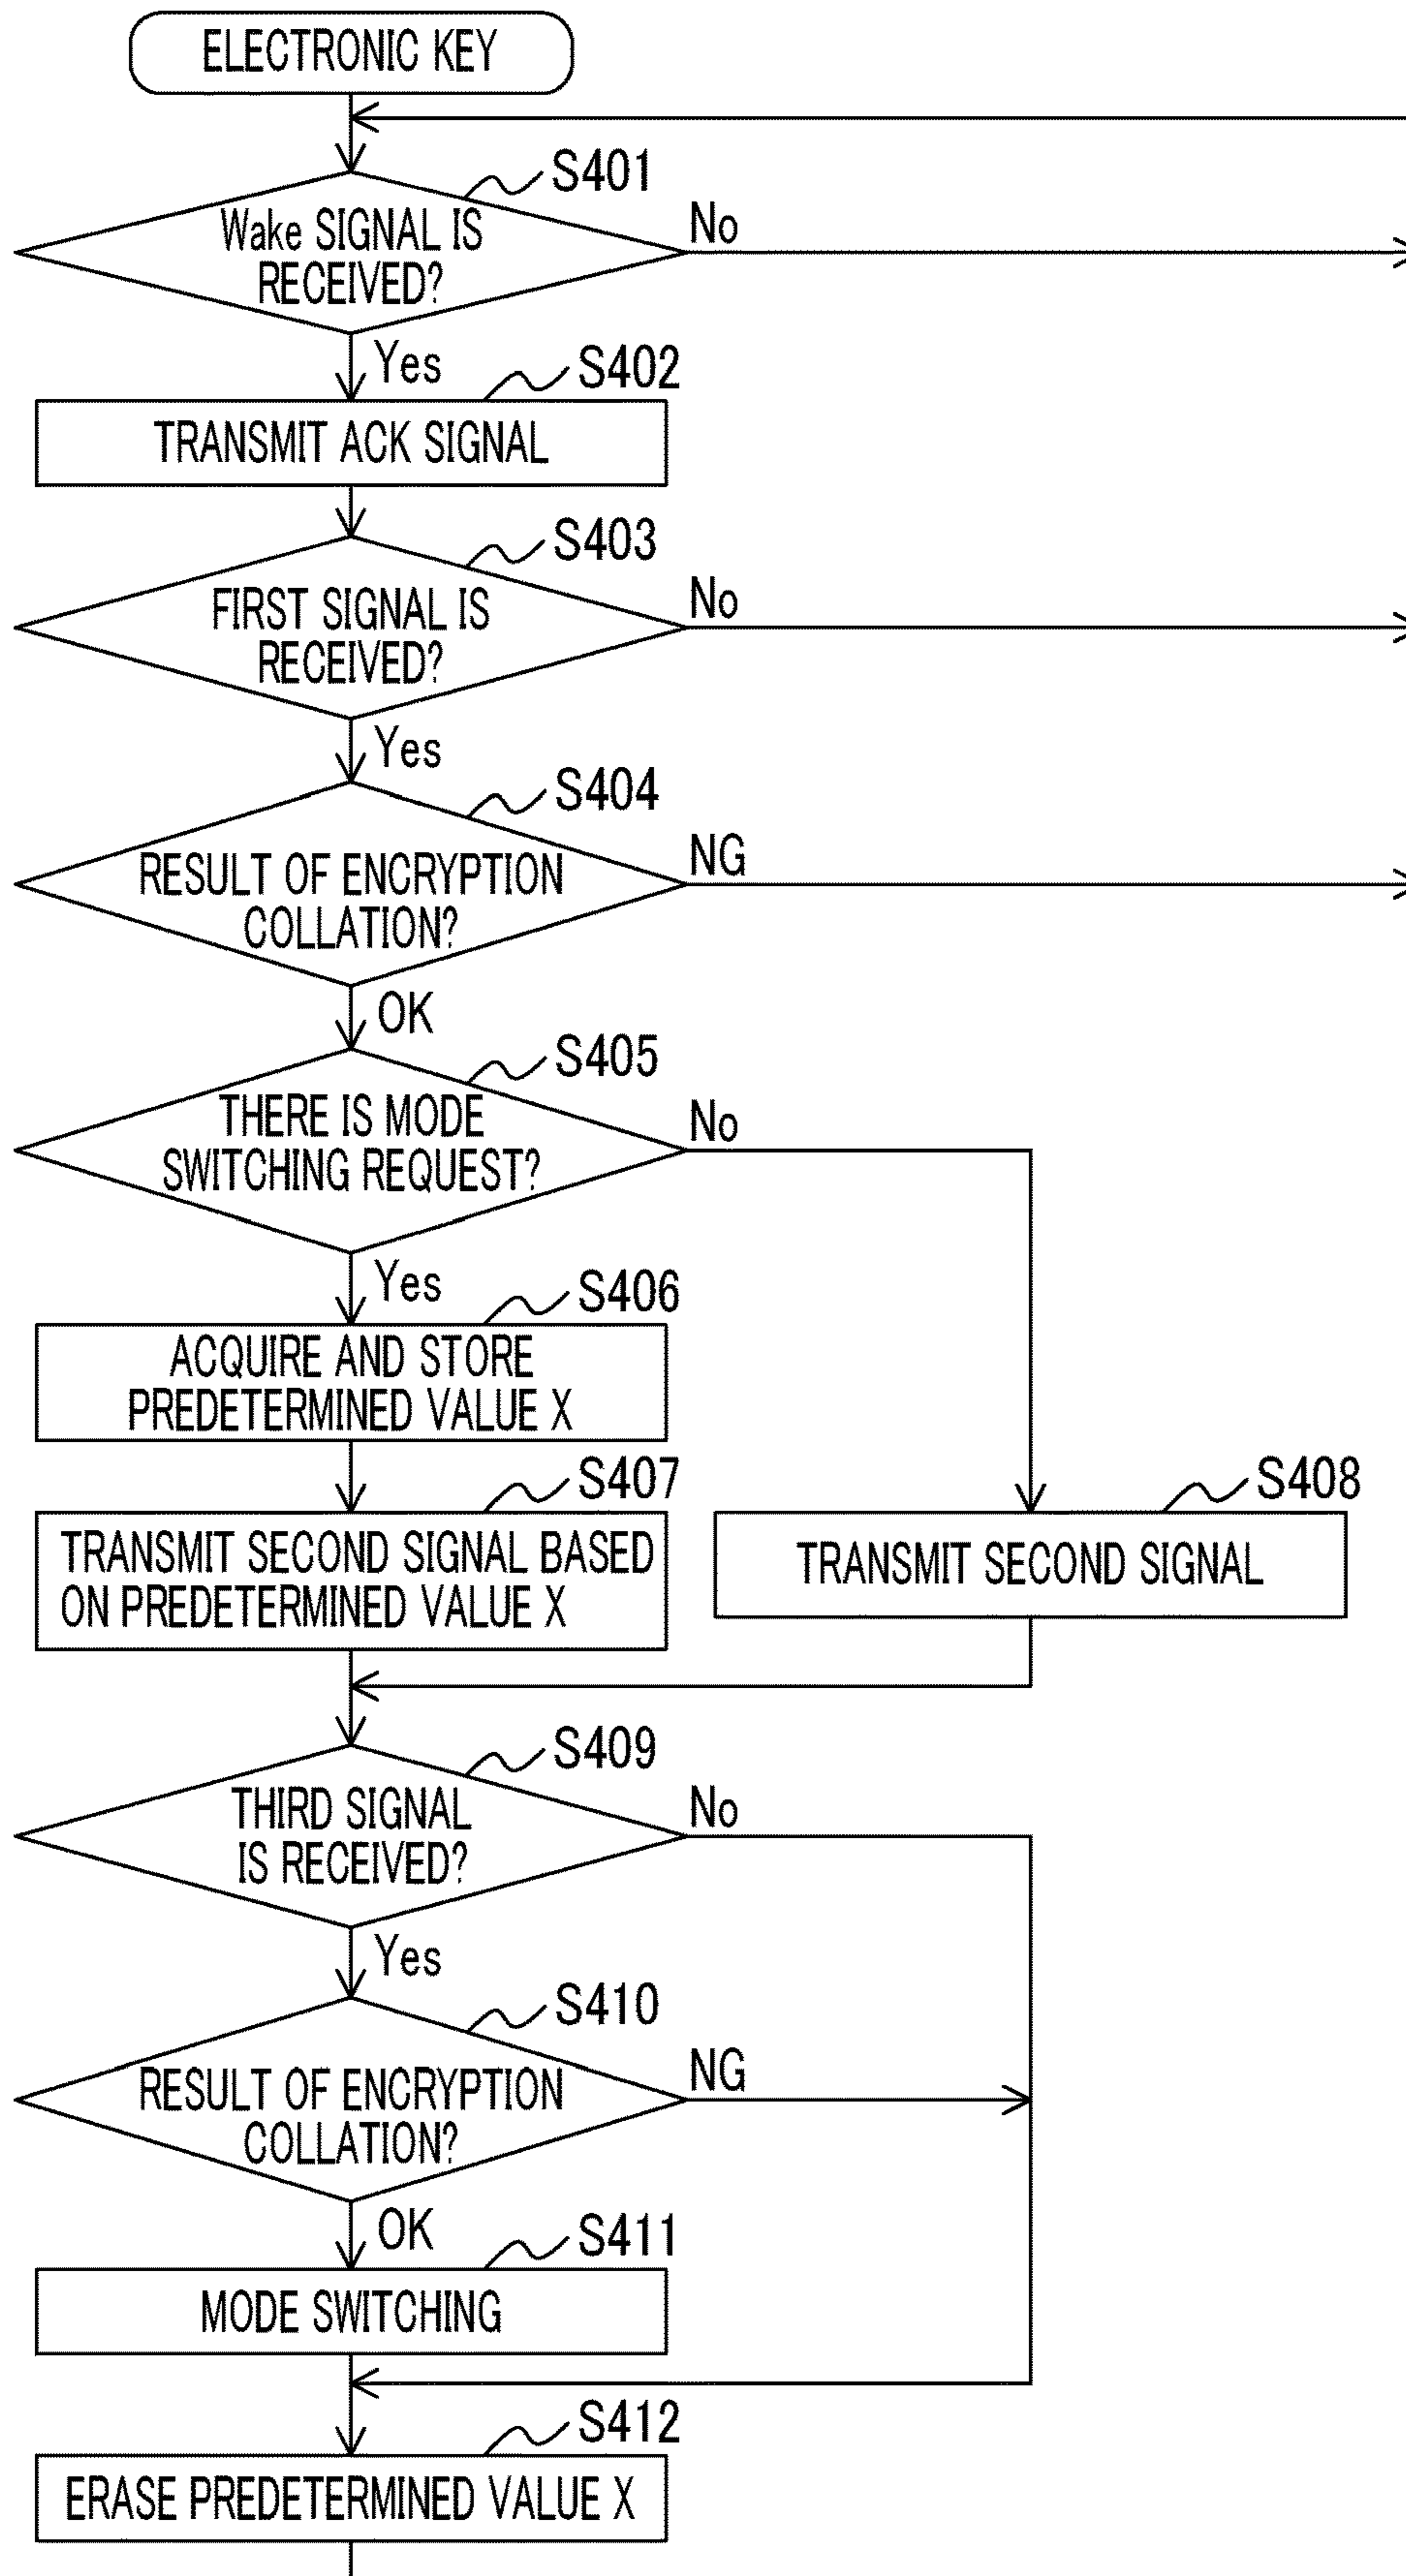 ELECTRONIC KEY
S401
Wake SIGNAL IS
RECEIVED?
No
Yes
S402
TRANSMIT ACK SIGNAL
S403
FIRST SIGNAL IS
RECEIVED?
No
Yes
S404
RESULT OF ENCRYPTION
COLLATION?
NG
OK
S405
THERE IS MODE
SWITCHING REQUEST?
No
Yes
S406
ACQUIRE AND STORE
PREDETERMINED VALUE X
S407
TRANSMIT SECOND SIGNAL BASED
ON PREDETERMINED VALUE X
S408
TRANSMIT SECOND SIGNAL
S409
THIRD SIGNAL
IS RECEIVED?
No
Yes
S410
RESULT OF ENCRYPTION
COLLATION?
NG
OK
S411
MODE SWITCHING
S412
ERASE PREDETERMINED VALUE X